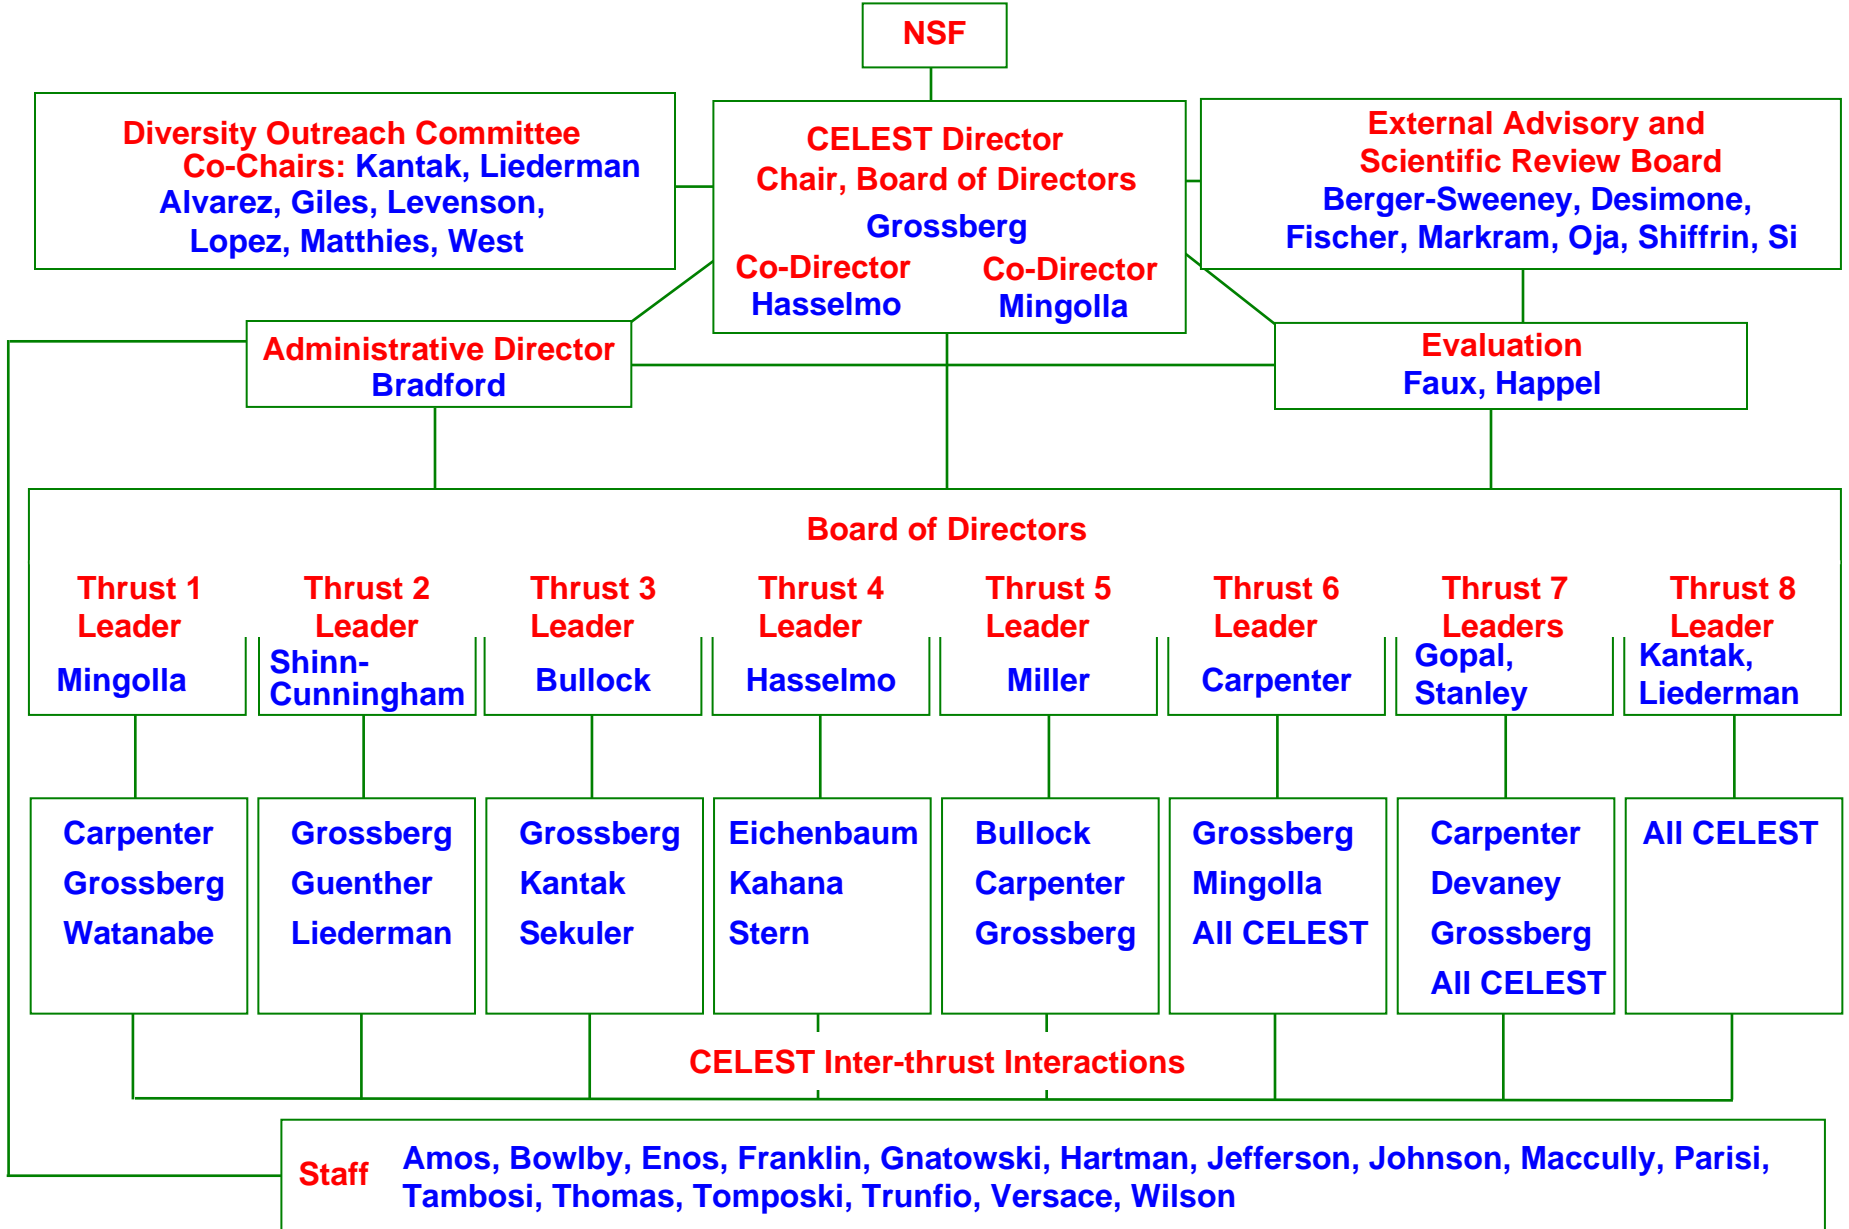 NSF
Diversity Outreach Committee
Co-Chairs: Kantak, Liederman
Alvarez, Giles, Levenson,
Lopez, Matthies, West
CELEST Director
Chair, Board of Directors
Grossberg
Co-Director
Hasselmo
Co-Director
Mingolla
External Advisory and
Scientific Review Board
Berger-Sweeney, Desimone,
Fischer, Markram, Oja, Shiffrin, Si
Administrative Director
Bradford
Evaluation
Faux, Happel
Board of Directors
Thrust 1
Leader
Mingolla
Thrust 2
Leader
Shinn-
Cunningham
Thrust 3
Leader
Bullock
Thrust 4
Leader
Hasselmo
Thrust 5
Leader
Miller
Thrust 6
Leader
Carpenter
Thrust 7
Leaders
Gopal,
Stanley
Thrust 8
Leader
Kantak,
Liederman
Carpenter
Grossberg
Watanabe
Grossberg
Guenther
Liederman
Grossberg
Kantak
Sekuler
Eichenbaum
Kahana
Stern
Bullock
Carpenter
Grossberg
Grossberg
Mingolla
All CELEST
Carpenter
Devaney
Grossberg
All CELEST
All CELEST
CELEST Inter-thrust Interactions
Staff
Amos, Bowlby, Enos, Franklin, Gnatowski, Hartman, Jefferson, Johnson, Maccully, Parisi,
Tambosi, Thomas, Tomposki, Trunfio, Versace, Wilson